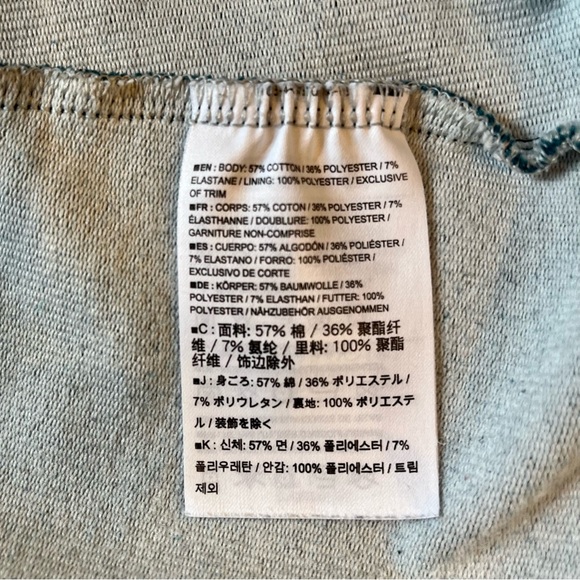 ■EN : BODY: 57% COTTON / 36% POLYESTER / 7%
ELASTANE / LINING: 100% POLYESTER / EXCLUSIVE
OF TRIM
■FR : CORPS: 57% COTON / 36% POLYESTER / 7%
ÉLASTHANNE / DOUBLURE: 100% POLYESTER /
GARNITURE NON-COMPRISE
■ES : CUERPO: 57% ALGODÓN / 36% POLIÉSTER /
7% ELASTANO / FORRO: 100% POLIÉSTER /
EXCLUSIVO DE CORTE
■DE : KÖRPER: 57% BAUMWOLLE / 36%
POLYESTER / 7% ELASTHAN / FUTTER: 100%
POLYESTER / NÄHZUBEHÖR AUSGENOMMEN
■C : 面料: 57% 棉 / 36% 聚酯纤
维 / 7% 氨纶 / 里料: 100% 聚酯
纤维 / 饰边除外
■J : 身ごろ: 57% 綿 / 36% ポリエステル /
7% ポリウレタン / 裏地: 100% ポリエステ
ル / 装飾を除く
■K : 신체: 57% 면 / 36% 폴리에스터 / 7%
폴리우레탄 / 안감: 100% 폴리에스터 / 트림
제외